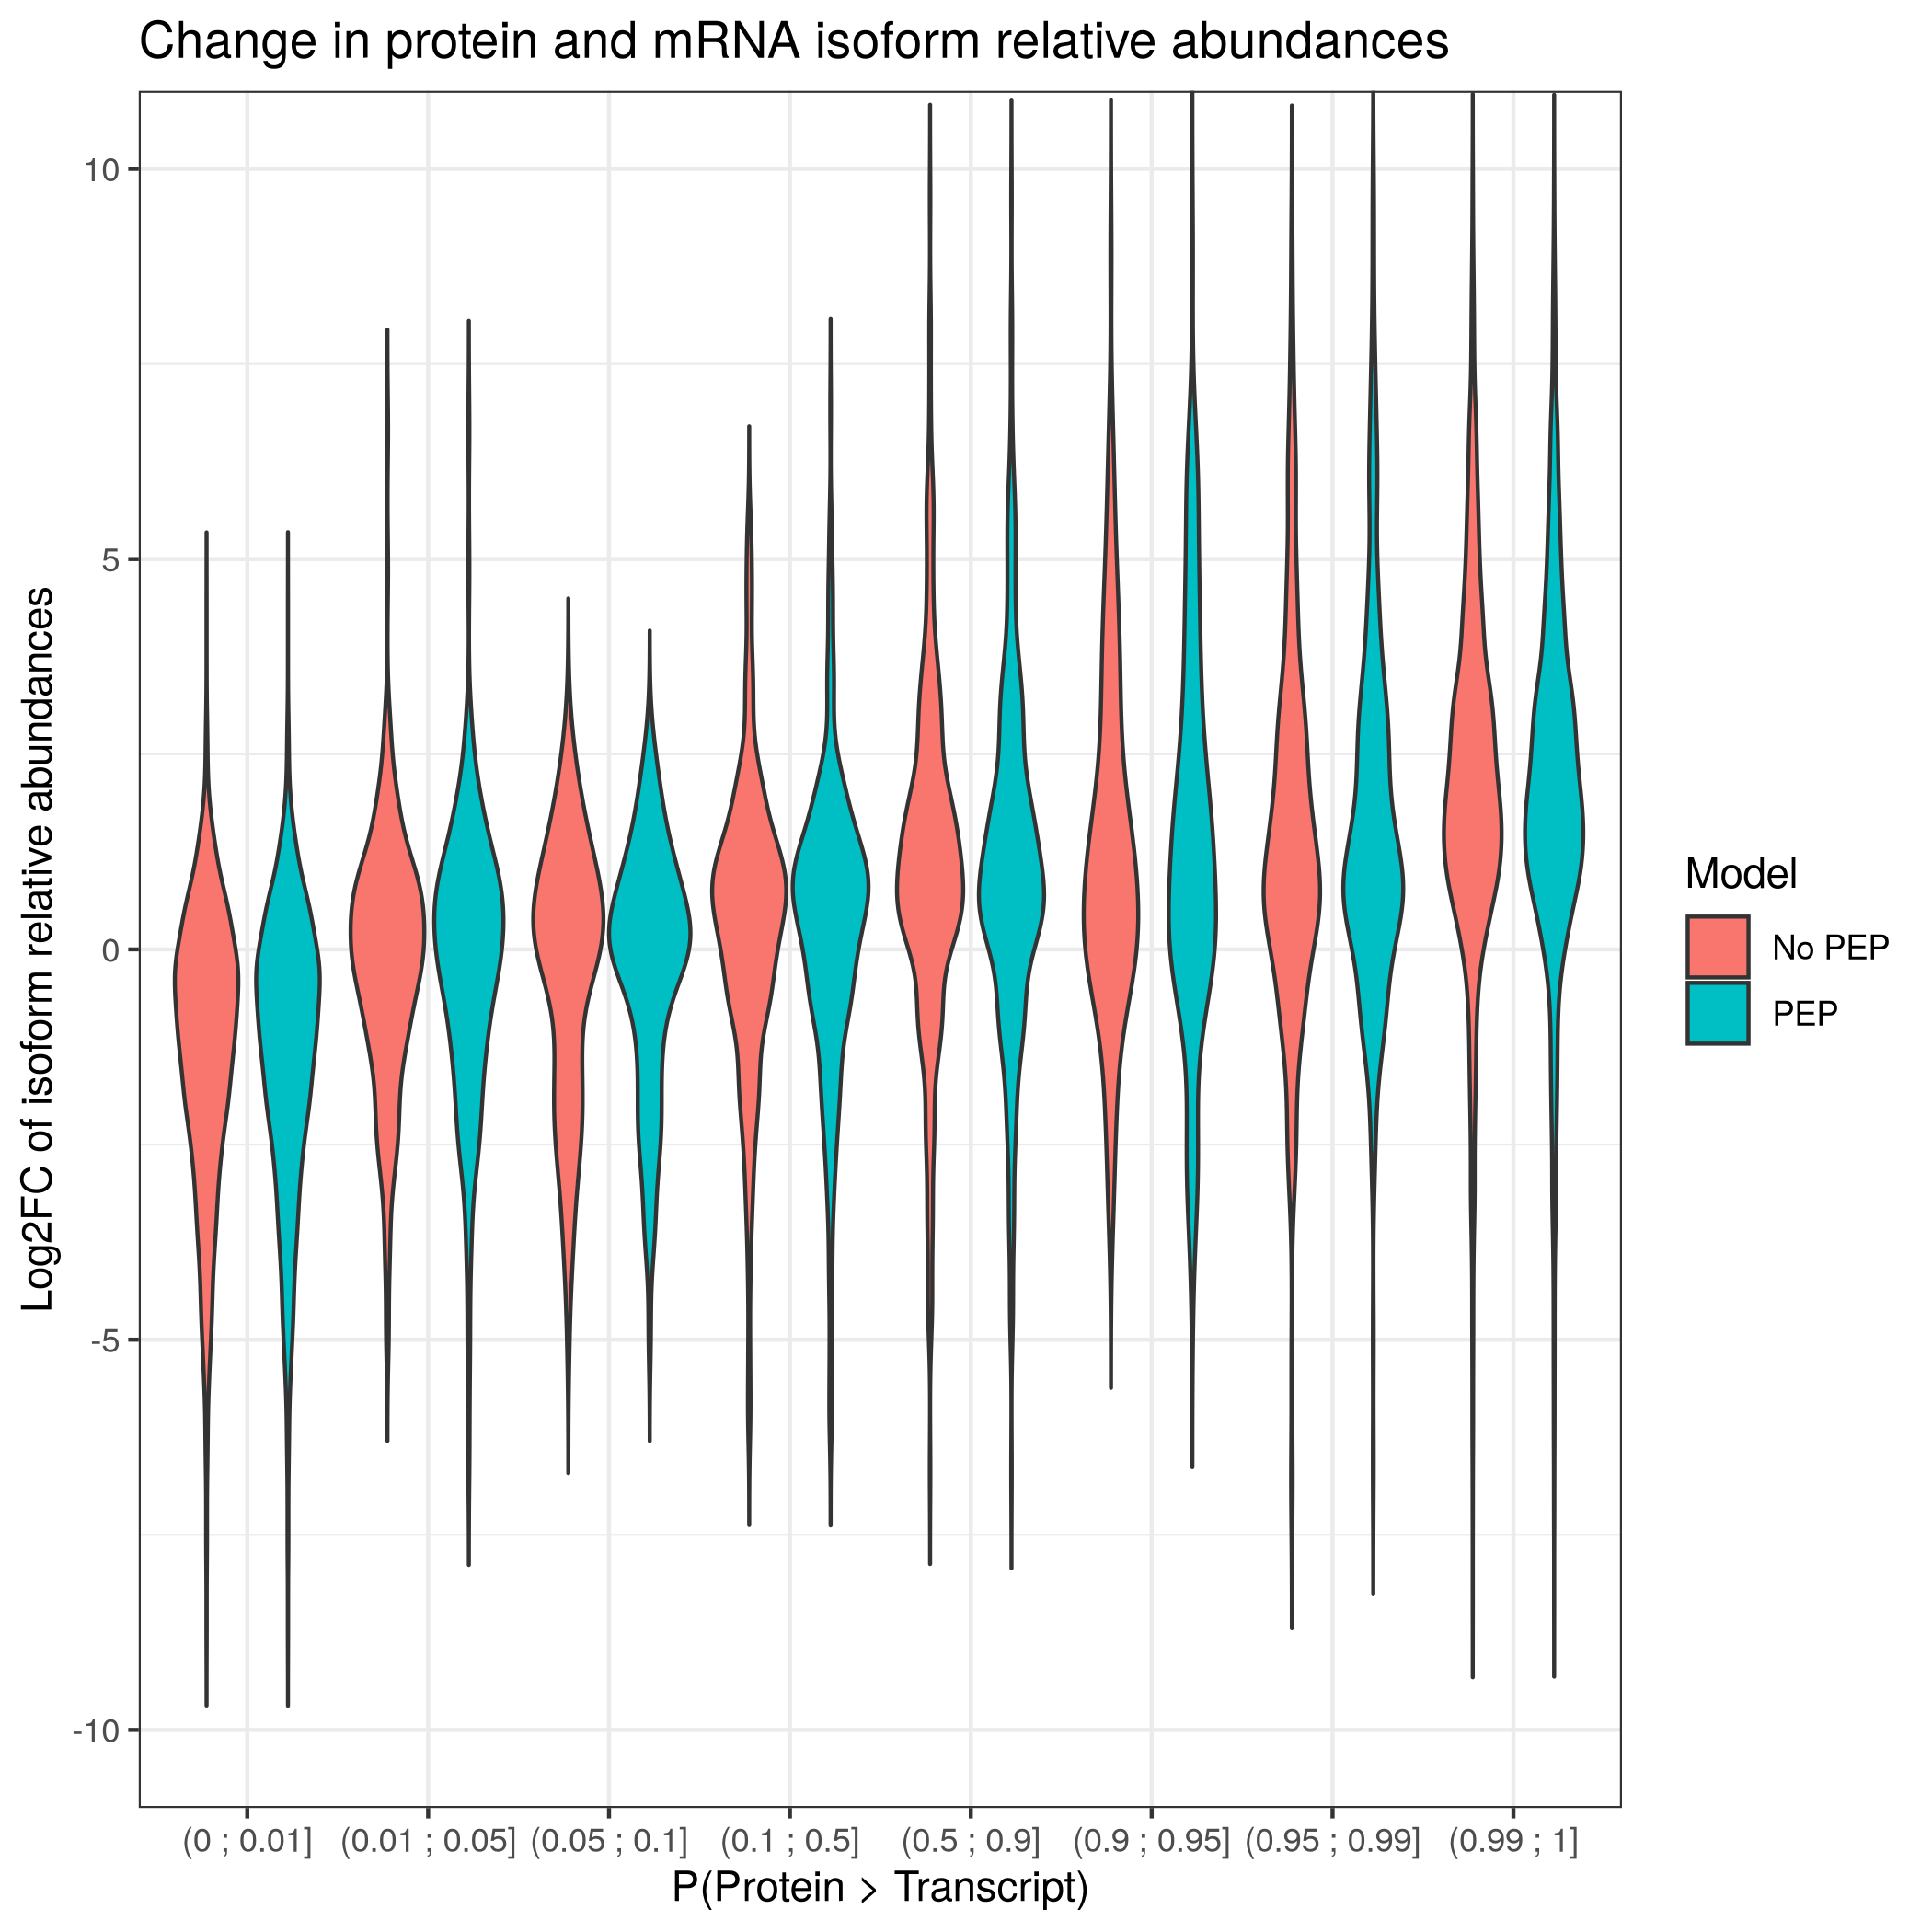 Change in protein and mRNA isoform relative abundances
Log2FC of isoform relative abundances
10
5
0
-5
-10
(0 ; 0.01]
(0.01 ; 0.05]
(0.05 ; 0.1]
(0.1 ; 0.5]
(0.5 ; 0.9]
(0.9 ; 0.95]
(0.95 ; 0.99]
(0.99 ; 1]
P(Protein > Transcript)
Model
No PEP
PEP